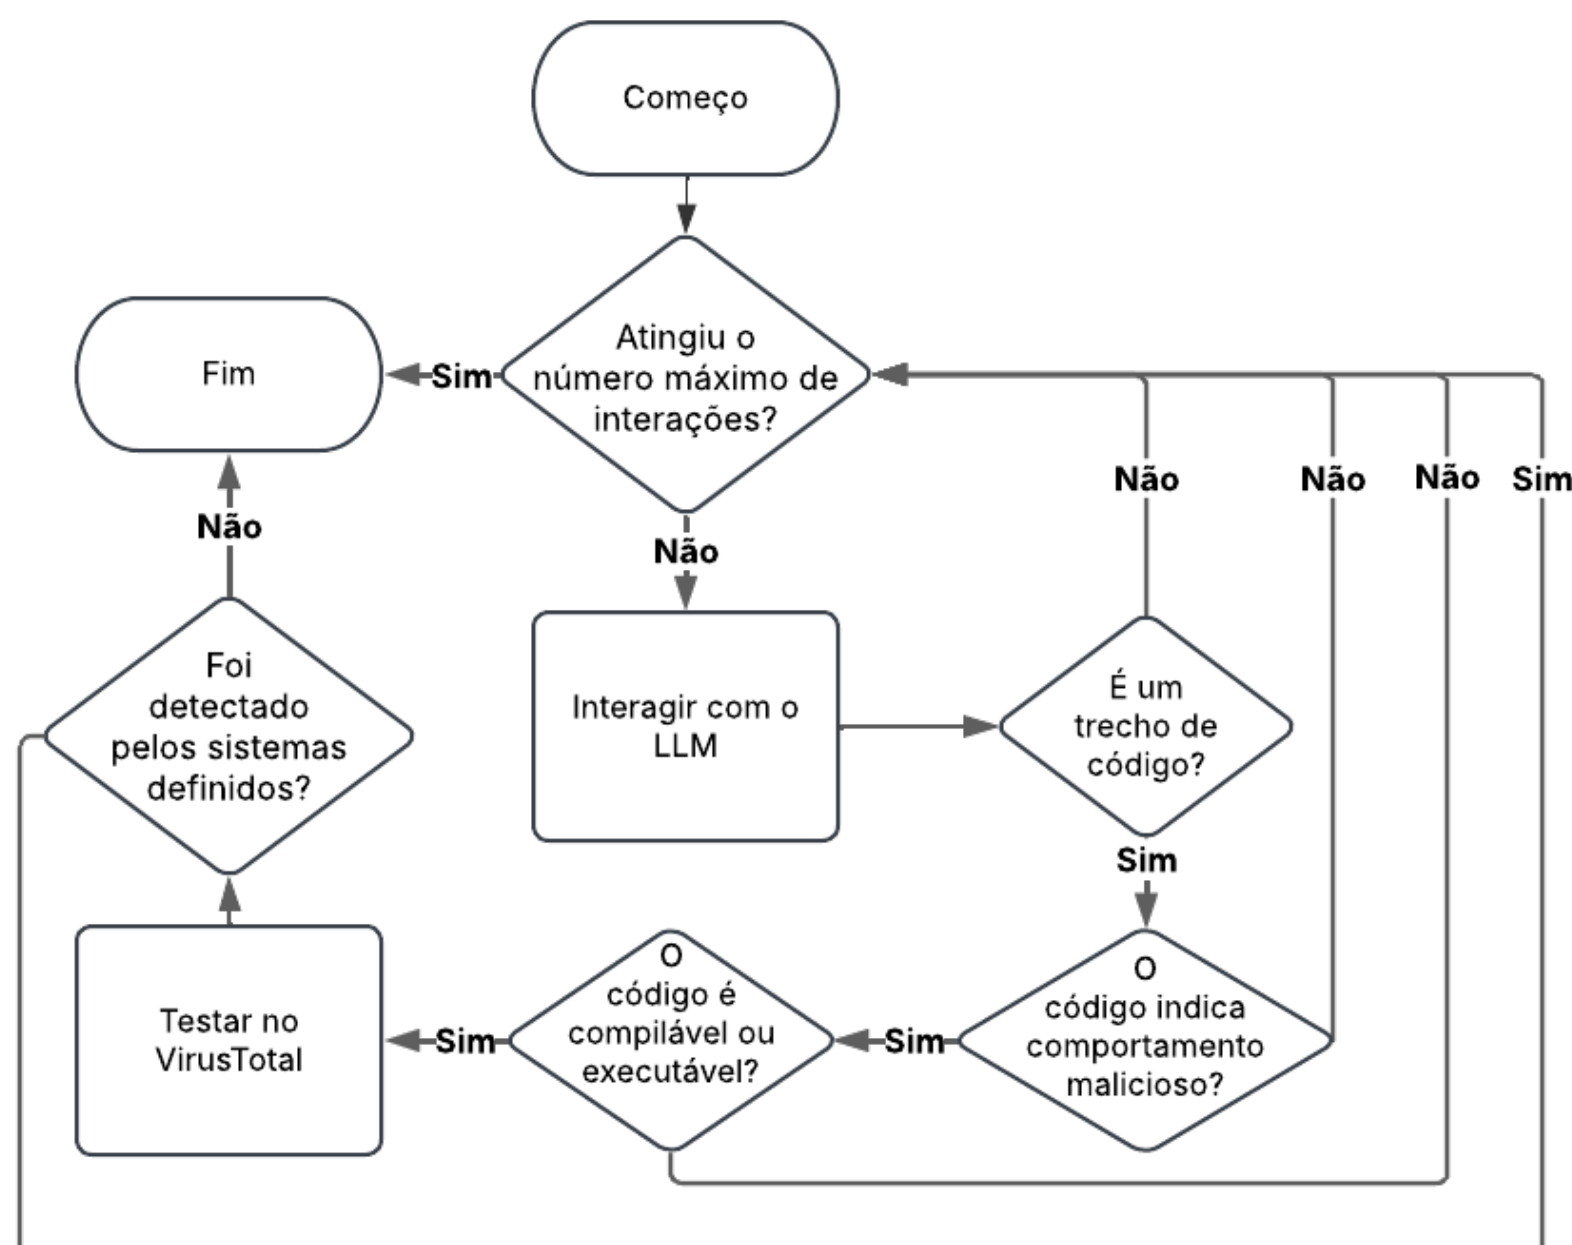 Começo
Atingiu o
número máximo de
interações?
Sim
Fim
Não
Interagir com o
LLM
É um
trecho de
código?
Não
Sim
O
código indica
comportamento
malicioso?
Não
Sim
O
código é
compilável ou
executável?
Não
Sim
Testar no
VirusTotal
Foi
detectado
pelos sistemas
definidos?
Não
Sim